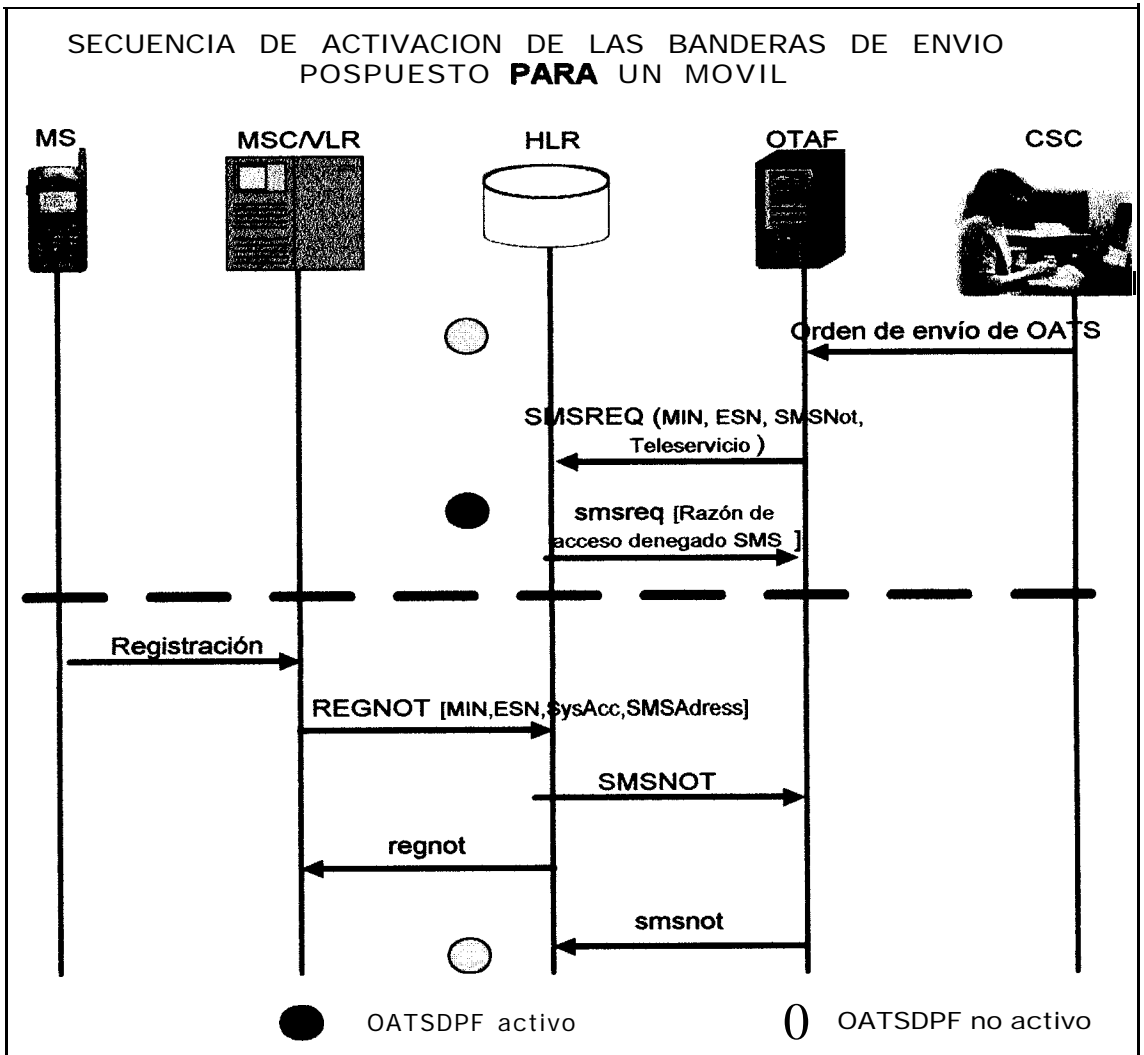 SECUENCIA DE ACTIVACION DE LAS BANDERAS DE ENVIO
POSPUESTO PARA UN MOVIL
MS
MSC/VLR
HLR
OTAF
CSC
Orden de envío de OATS
SMSREQ (MIN, ESN, SMSNot,
Teleservicio )
smsreq [Razón de
acceso denegado SMS ]
Registración
REGNOT [MIN,ESN,SysAcc,SMSAdress]
SMSNOT
regnot
smsnot
OATSDPF activo
0 OATSDPF no activo